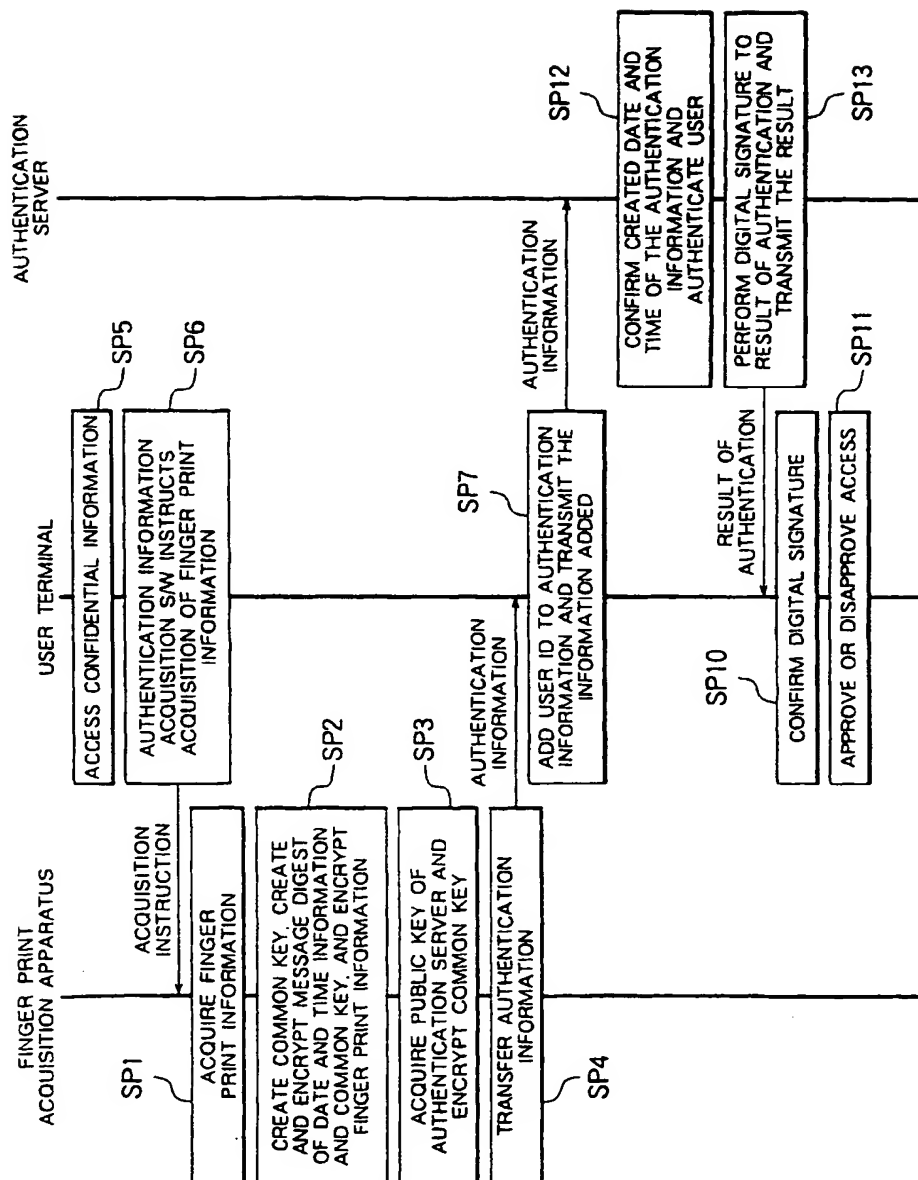 FINGER PRINT
ACQUISITION APPARATUS
USER TERMINAL
AUTHENTICATION
SERVER
ACCESS CONFIDENTIAL INFORMATION
SP5
AUTHENTICATION INFORMATION
ACQUISITION S/W INSTRUCTS
ACQUISITION OF FINGER PRINT
INFORMATION
SP6
ACQUISITION
INSTRUCTION
SP1
ACQUIRE FINGER
PRINT INFORMATION
CREATE COMMON KEY, CREATE
AND ENCRYPT MESSAGE DIGEST
OF DATE AND TIME INFORMATION
AND COMMON KEY, AND ENCRYPT
FINGER PRINT INFORMATION
SP2
ACQUIRE PUBLIC KEY OF
AUTHENTICATION SERVER AND
ENCRYPT COMMON KEY
SP3
TRANSFER AUTHENTICATION
INFORMATION
SP4
AUTHENTICATION
INFORMATION
SP7
ADD USER ID TO AUTHENTICATION
INFORMATION AND TRANSMIT THE
INFORMATION ADDED
AUTHENTICATION
INFORMATION
SP12
CONFIRM CREATED DATE AND
TIME OF THE AUTHENTICATION
INFORMATION AND
AUTHENTICATE USER
PERFORM DIGITAL SIGNATURE TO
RESULT OF AUTHENTICATION AND
TRANSMIT THE RESULT
SP13
RESULT OF
AUTHENTICATION
SP10
CONFIRM DIGITAL SIGNATURE
APPROVE OR DISAPPROVE ACCESS
SP11